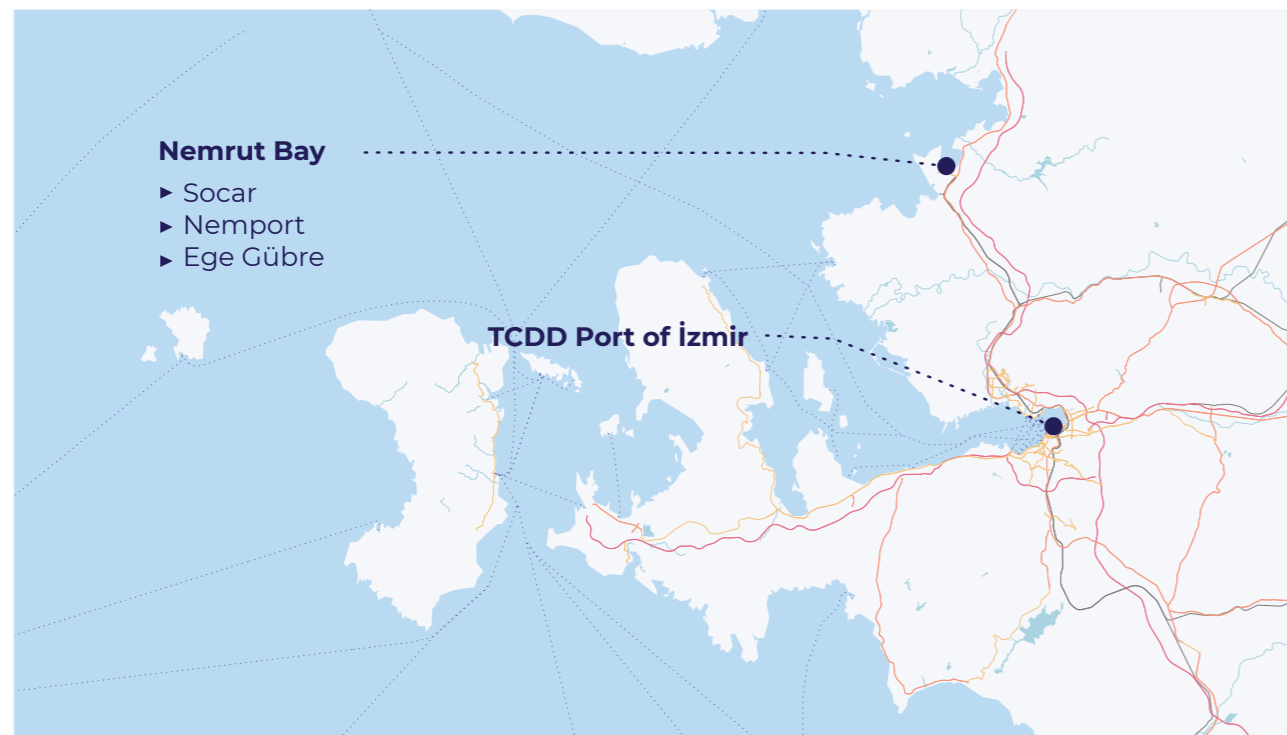 Nemrut Bay
▶ Socar
▶ Nemport
▶ Ege Gübre
TCDD Port of İzmir